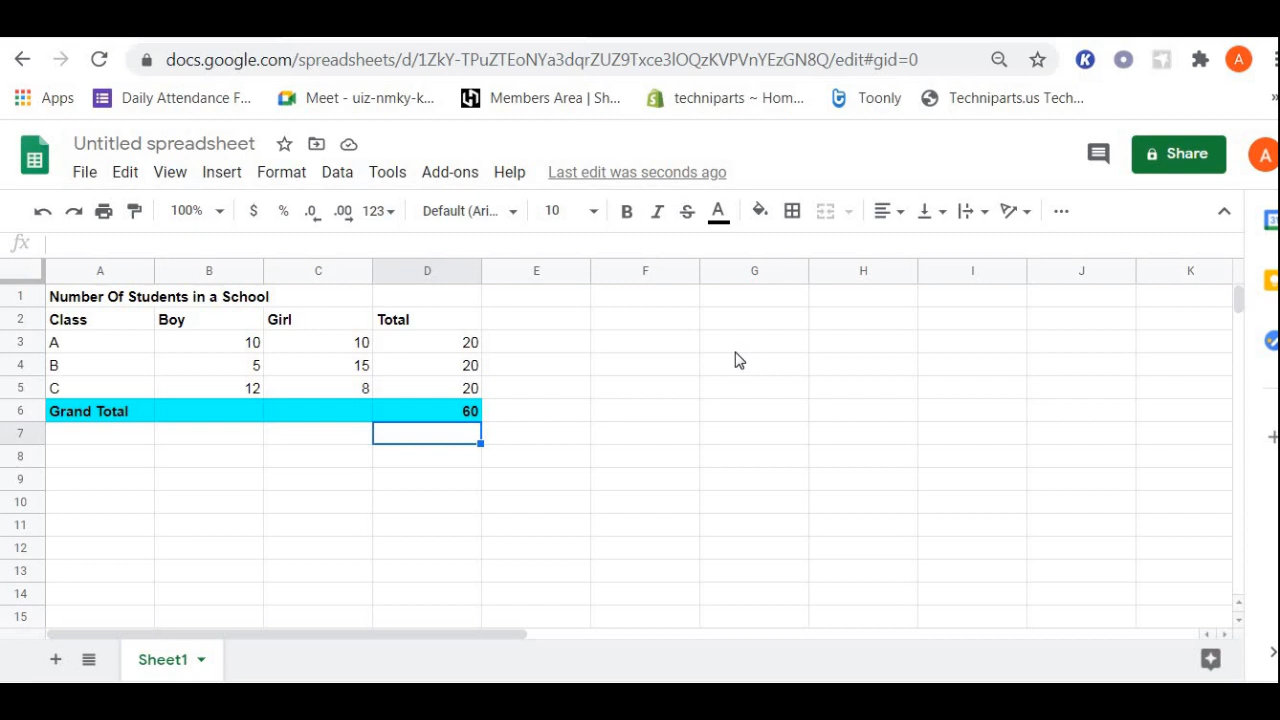 docs.google.com/spreadsheets/d/1ZkY-TPuZTEoNYa3dqrZUZ9Txce3lOQzKVPVnYEzGN8Q/edit#gid=0
K A
Apps Daily Attendance F... Meet - uiz-nmky-k... Members Area | Sh... techniparts ~ Hom... Toonly Techniparts.us Tech... »
Untitled spreadsheet Share A
File Edit View Insert Format Data Tools Add-ons Help Last edit was seconds ago
100% $ % .0 .00 123 Default (Ari... 10 B I S A
fx
A B C D E F G H I J K
1 Number Of Students in a School
2 Class Boy Girl Total
3 A 10 10 20
4 B 5 15 20
5 C 12 8 20
6 Grand Total 60
7
8
9
10
11
12
13
14
15
Sheet1